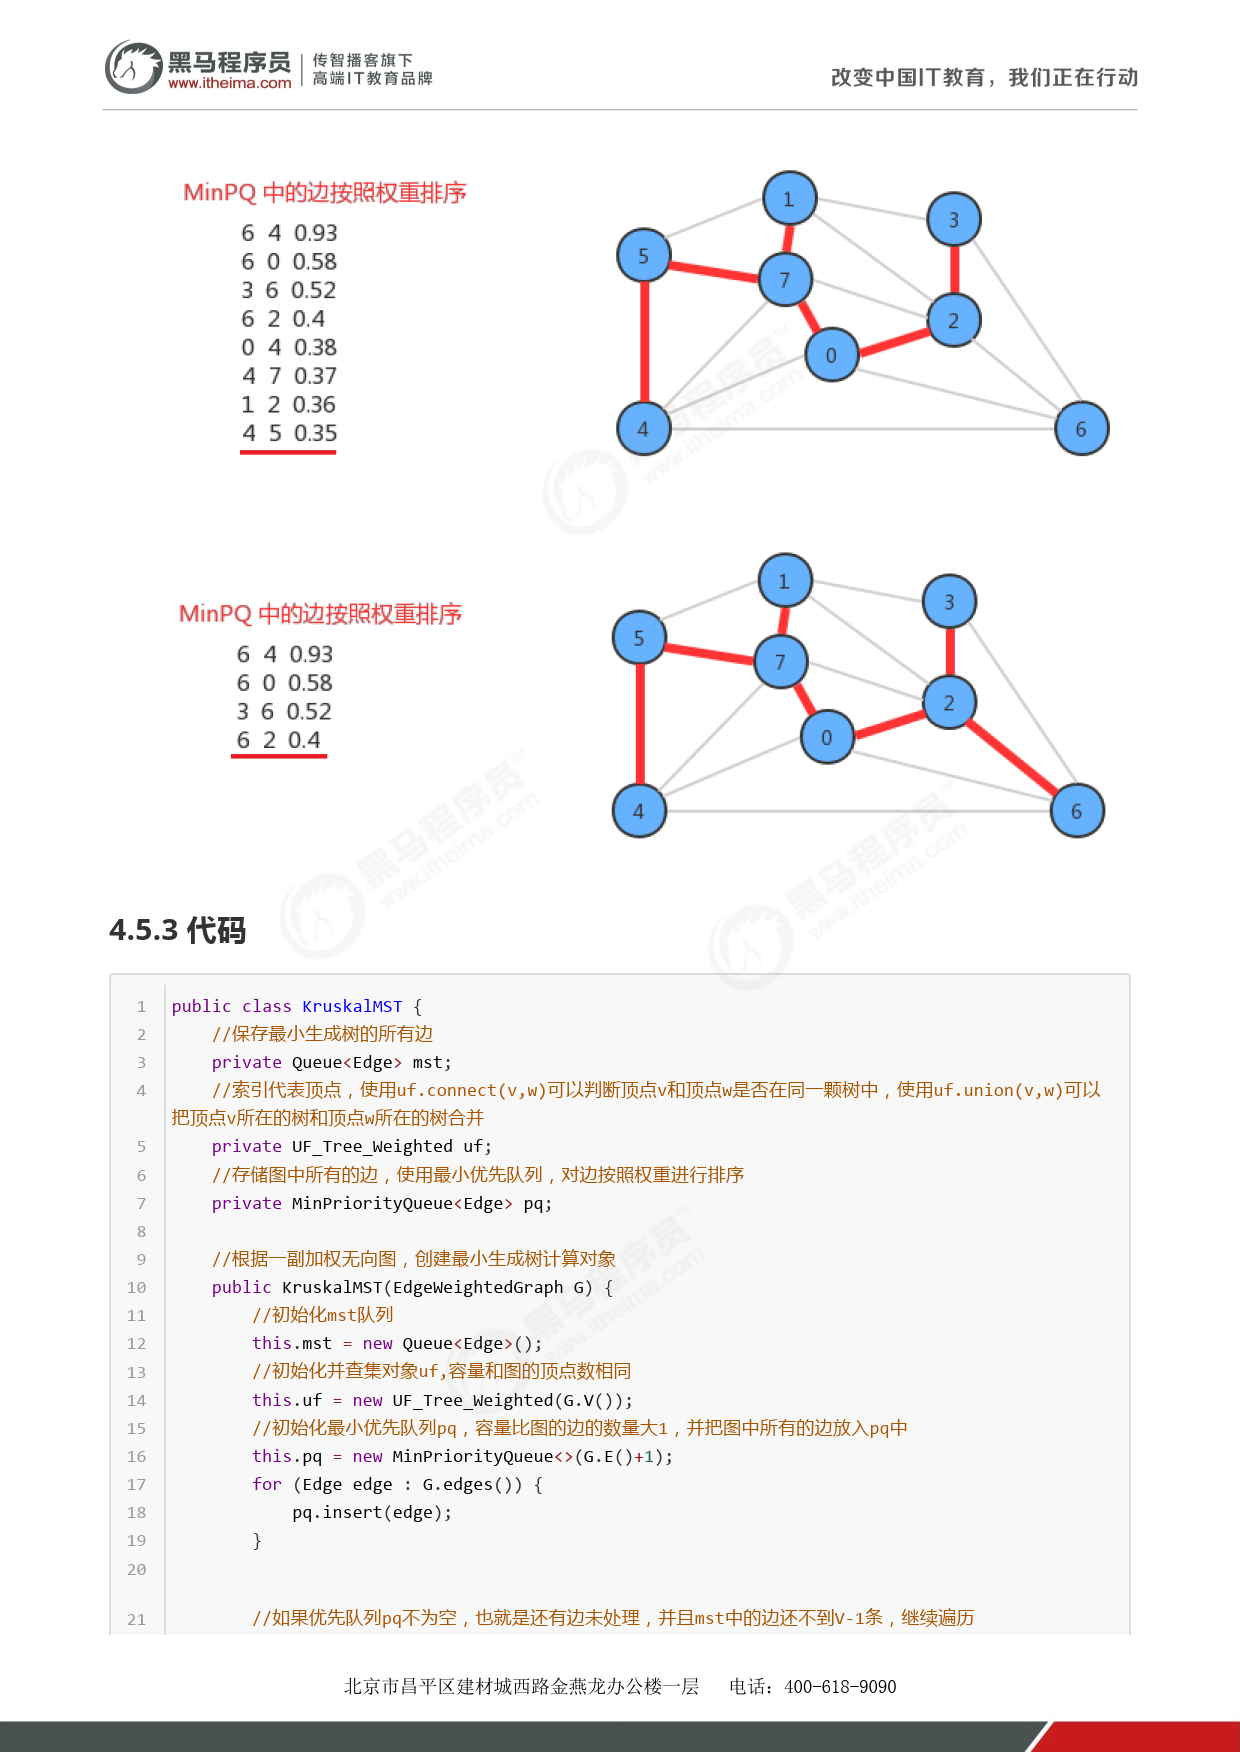 黑马程序员
www.itheima.com
传智播客旗下
高端IT教育品牌
改变中国IT教育，我们正在行动
MinPQ 中的边按照权重排序
6 4 0.93
6 0 0.58
3 6 0.52
6 2 0.4
0 4 0.38
4 7 0.37
1 2 0.36
4 5 0.35
1
3
5
7
2
0
4
6
MinPQ 中的边按照权重排序
6 4 0.93
6 0 0.58
3 6 0.52
6 2 0.4
1
3
5
7
2
0
4
6
4.5.3 代码
1 public class KruskalMST {
2 //保存最小生成树的所有边
3 private Queue<Edge> mst;
4 //索引代表顶点，使用uf.connect(v,w)可以判断顶点v和顶点w是否在同一颗树中，使用uf.union(v,w)可以
把顶点v所在的树和顶点w所在的树合并
5 private UF_Tree_Weighted uf;
6 //存储图中所有的边，使用最小优先队列，对边按照权重进行排序
7 private MinPriorityQueue<Edge> pq;
8
9 //根据一副加权无向图，创建最小生成树计算对象
10 public KruskalMST(EdgeWeightedGraph G) {
11 //初始化mst队列
12 this.mst = new Queue<Edge>();
13 //初始化并查集对象uf,容量和图的顶点数相同
14 this.uf = new UF_Tree_Weighted(G.V());
15 //初始化最小优先队列pq，容量比图的边的数量大1，并把图中所有的边放入pq中
16 this.pq = new MinPriorityQueue<>(G.E()+1);
17 for (Edge edge : G.edges()) {
18 pq.insert(edge);
19 }
20
21 //如果优先队列pq不为空，也就是还有边未处理，并且mst中的边还不到V-1条，继续遍历
北京市昌平区建材城西路金燕龙办公楼一层 电话：400-618-9090